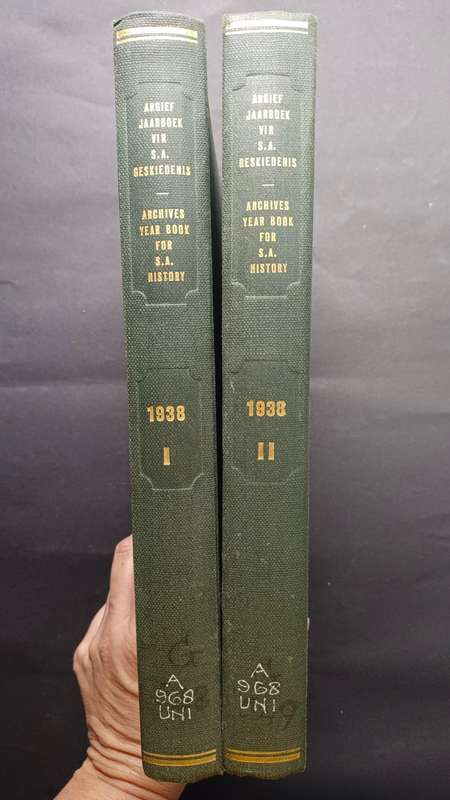 ARGIEF
JAARBOEK
VIR
S.A.
GESKIEDENIS
—
ARCHIVES
YEAR BOOK
FOR
S.A.
HISTORY
1938
I
G
A
968
UNI
ARGIEF
JAARBOEK
VIR
S.A.
GESKIEDENIS
—
ARCHIVES
YEAR BOOK
FOR
S.A.
HISTORY
1938
II
A
968
UNI